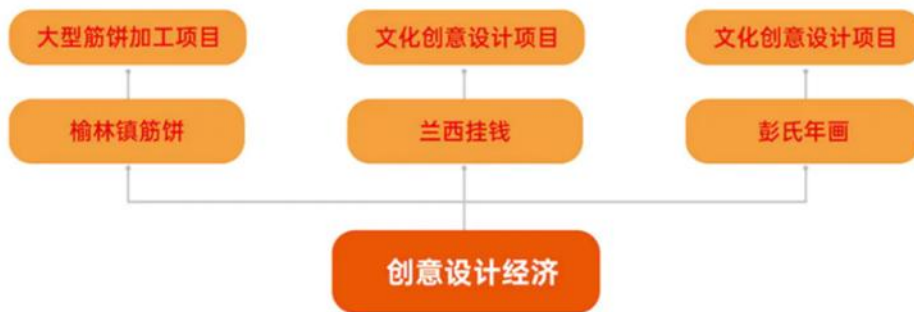 大型筋饼加工项目
文化创意设计项目
文化创意设计项目
榆林镇筋饼
兰西挂钱
彭氏年画
创意设计经济